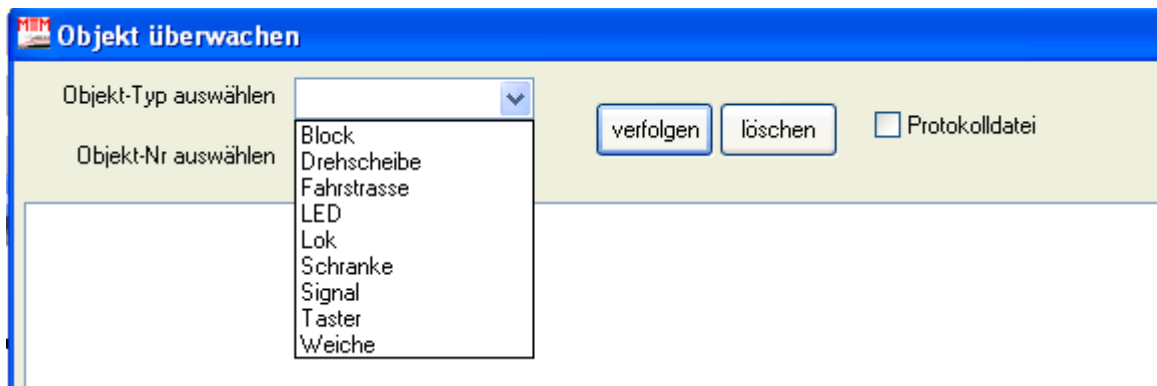 Objekt überwachen
Objekt-Typ auswählen
verfolgen löschen Protokolldatei
Objekt-Nr auswählen
Block
Drehscheibe
Fahrstrasse
LED
Lok
Schranke
Signal
Taster
Weiche